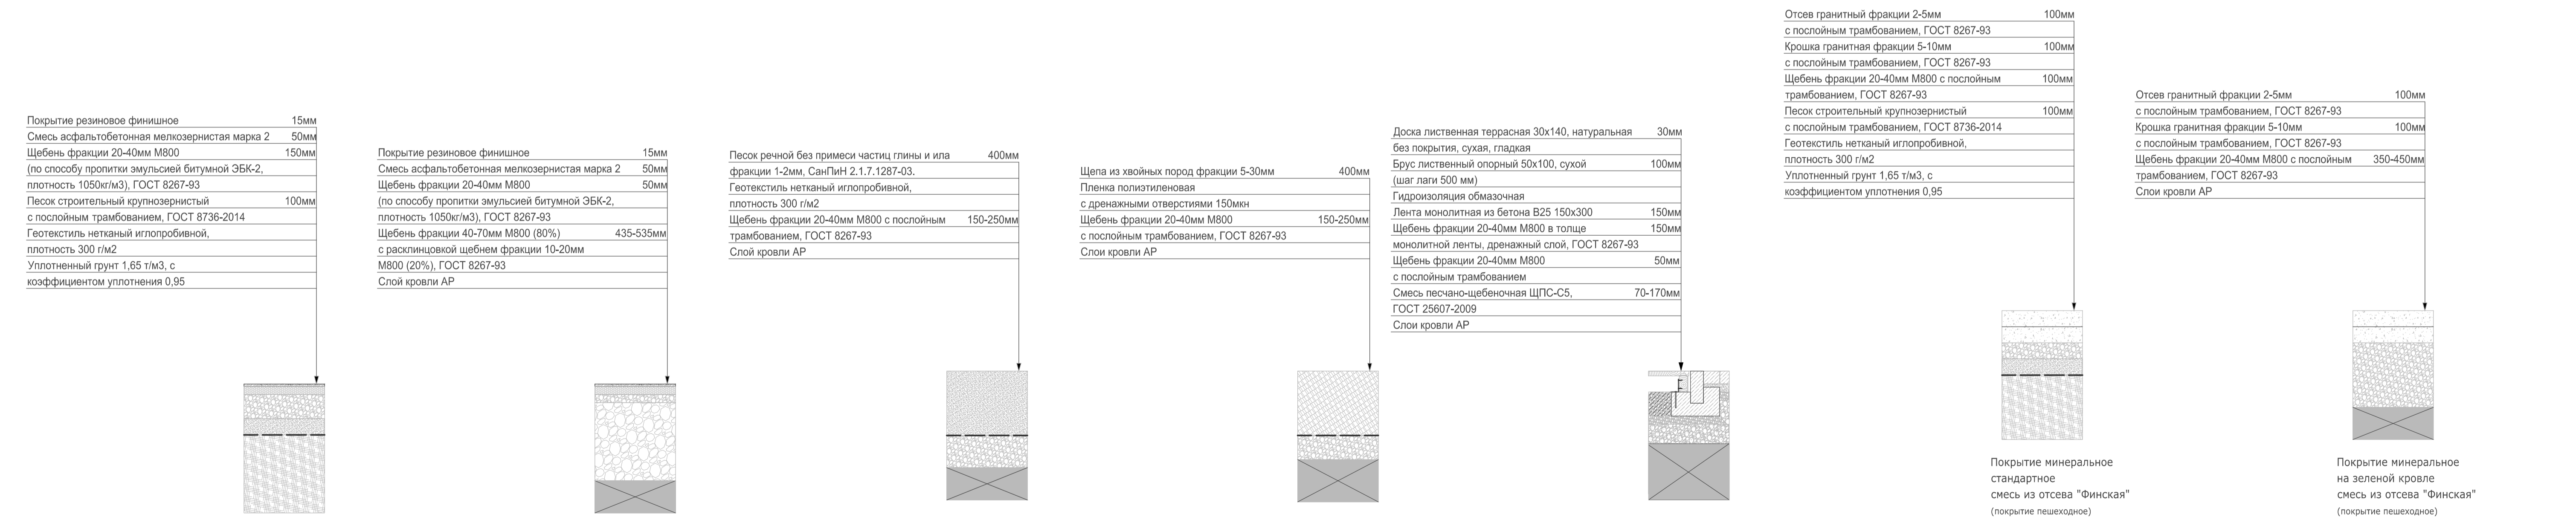 Покрытие резиновое финишное 15мм
Смесь асфальтобетонная мелкозернистая марка 2 50мм
Щебень фракции 20-40мм М800 150мм
(по способу пропитки эмульсией битумной ЭБК-2,
плотность 1050кг/м3), ГОСТ 8267-93
Песок строительный крупнозернистый 100мм
с послойным трамбованием, ГОСТ 8736-2014
Геотекстиль нетканый иглопробивной,
плотность 300 г/м2
Уплотненный грунт 1,65 т/м3, с
коэффициентом уплотнения 0,95
Покрытие резиновое финишное 15мм
Смесь асфальтобетонная мелкозернистая марка 2 50мм
Щебень фракции 20-40мм М800 50мм
(по способу пропитки эмульсией битумной ЭБК-2,
плотность 1050кг/м3), ГОСТ 8267-93
Щебень фракции 40-70мм М800 (80%) 435-535мм
с расклинцовкой щебнем фракции 10-20мм
М800 (20%), ГОСТ 8267-93
Слой кровли АР
Песок речной без примеси частиц глины и ила 400мм
фракции 1-2мм, СанПиН 2.1.7.1287-03.
Геотекстиль нетканый иглопробивной,
плотность 300 г/м2
Щебень фракции 20-40мм М800 с послойным 150-250мм
трамбованием, ГОСТ 8267-93
Слой кровли АР
Щепа из хвойных пород фракции 5-30мм 400мм
Пленка полиэтиленовая
с дренажными отверстиями 150мкн
Щебень фракции 20-40мм М800 150-250мм
с послойным трамбованием, ГОСТ 8267-93
Слои кровли АР
Доска лиственная террасная 30х140, натуральная 30мм
без покрытия, сухая, гладкая
Брус лиственный опорный 50х100, сухой 100мм
(шаг лаги 500 мм)
Гидроизоляция обмазочная
Лента монолитная из бетона В25 150х300 150мм
Щебень фракции 20-40мм М800 в толще 150мм
монолитной ленты, дренажный слой, ГОСТ 8267-93
Щебень фракции 20-40мм М800 50мм
с послойным трамбованием
Смесь песчано-щебеночная ЩПС-С5, 70-170мм
ГОСТ 25607-2009
Слои кровли АР
Отсев гранитный фракции 2-5мм 100мм
с послойным трамбованием, ГОСТ 8267-93
Крошка гранитная фракции 5-10мм 100мм
с послойным трамбованием, ГОСТ 8267-93
Щебень фракции 20-40мм М800 с послойным 100мм
трамбованием, ГОСТ 8267-93
Песок строительный крупнозернистый 100мм
с послойным трамбованием, ГОСТ 8736-2014
Геотекстиль нетканый иглопробивной,
плотность 300 г/м2
Уплотненный грунт 1,65 т/м3, с
коэффициентом уплотнения 0,95
Покрытие минеральное
стандартное
смесь из отсева "Финская"
(покрытие пешеходное)
Отсев гранитный фракции 2-5мм 100мм
с послойным трамбованием, ГОСТ 8267-93
Крошка гранитная фракции 5-10мм 100мм
с послойным трамбованием, ГОСТ 8267-93
Щебень фракции 20-40мм М800 с послойным 350-450мм
трамбованием, ГОСТ 8267-93
Слои кровли АР
Покрытие минеральное
на зеленой кровле
смесь из отсева "Финская"
(покрытие пешеходное)